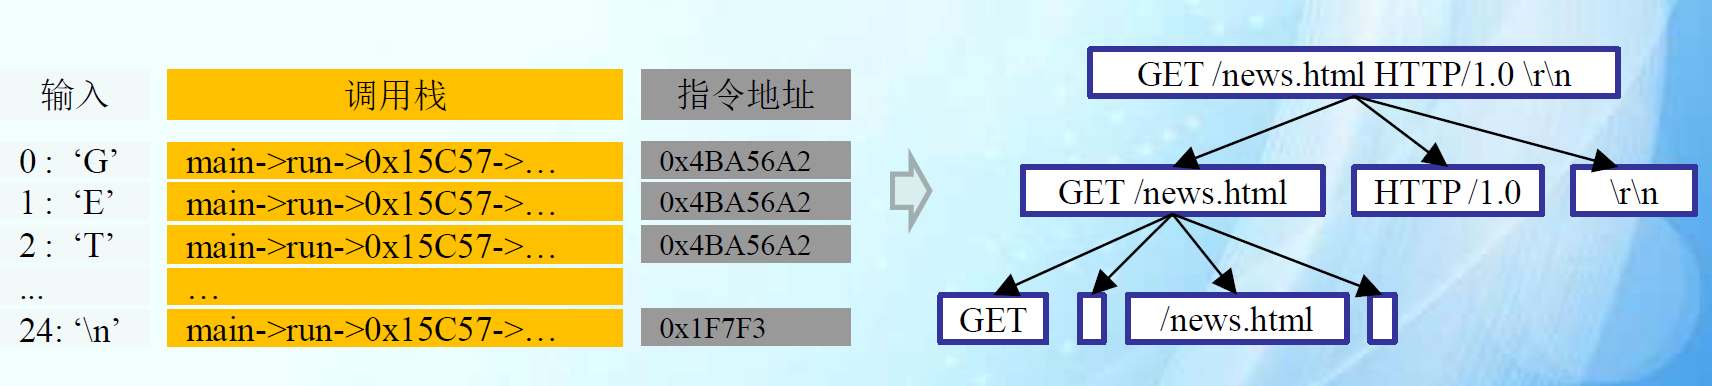 输入 调用栈 指令地址
0 : ‘G’ main->run->0x15C57->… 0x4BA56A2
1 : ‘E’ main->run->0x15C57->… 0x4BA56A2
2 : ‘T’ main->run->0x15C57->… 0x4BA56A2
... …
24: ‘\n’ main->run->0x15C57->… 0x1F7F3
GET /news.html HTTP/1.0 \r\n
GET /news.html HTTP /1.0 \r\n
GET /news.html